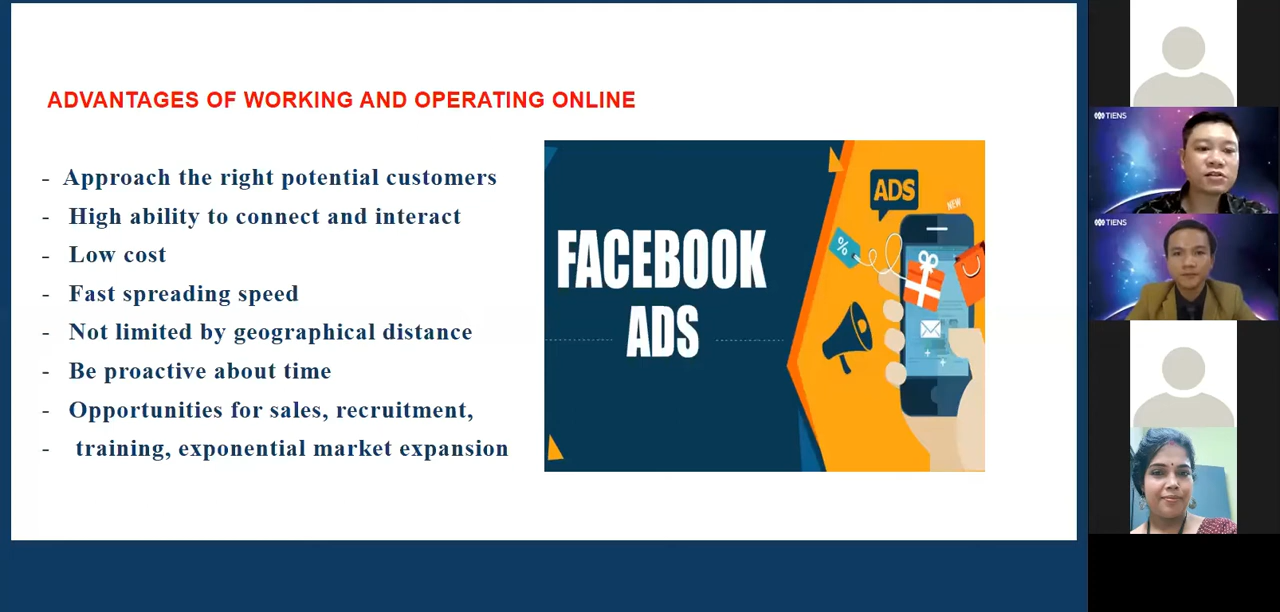 ADVANTAGES OF WORKING AND OPERATING ONLINE
- Approach the right potential customers
- High ability to connect and interact
- Low cost
- Fast spreading speed
- Not limited by geographical distance
- Be proactive about time
- Opportunities for sales, recruitment,
- training, exponential market expansion
FACEBOOK
ADS
ADS
NEW
%
TIENS
TIENS